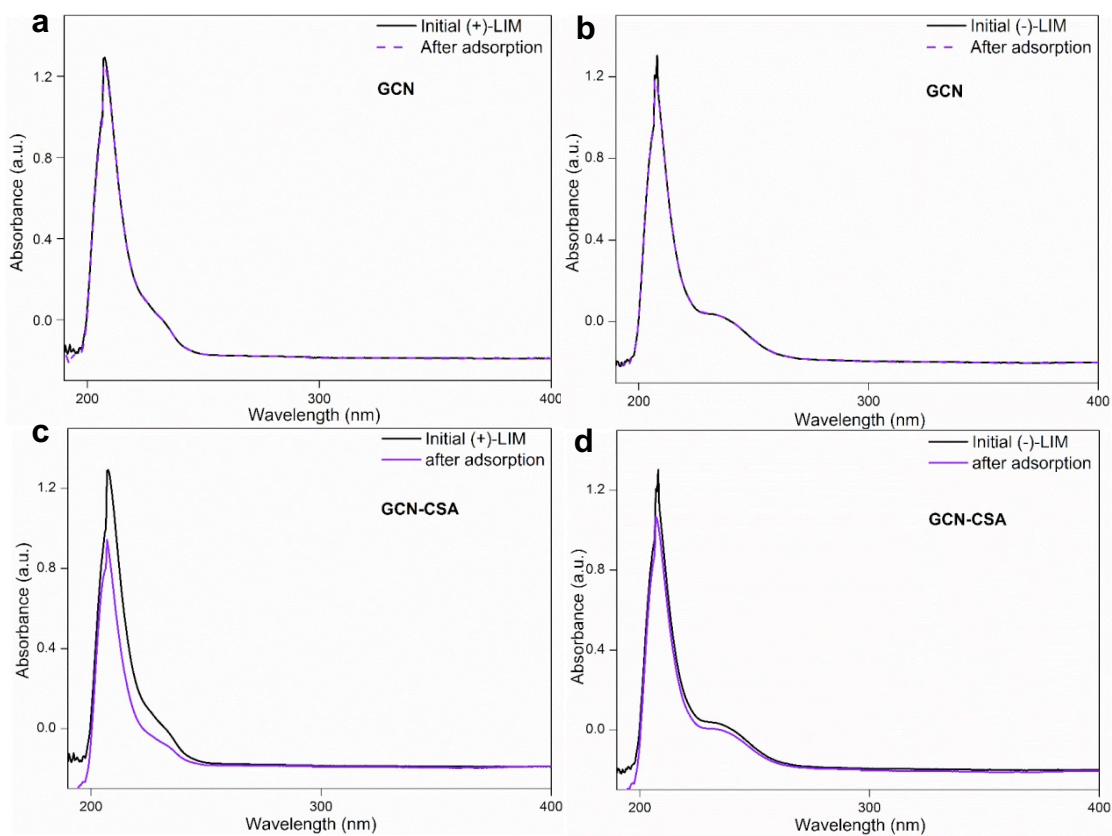 a
Initial (+)-LIM
After adsorption
GCN
1.2
0.8
0.4
0.0
Absorbance (a.u.)
200
300
400
Wavelength (nm)
b
Initial (-)-LIM
After adsorption
GCN
1.2
0.8
0.4
0.0
Absorbance (a.u.)
200
300
400
Wavelength (nm)
c
Initial (+)-LIM
after adsorption
GCN-CSA
1.2
0.8
0.4
0.0
Absorbance (a.u.)
200
300
400
Wavelength (nm)
d
Initial (-)-LIM
after adsorption
GCN-CSA
1.2
0.8
0.4
0.0
Absorbance (a.u.)
200
300
400
Wavelength (nm)